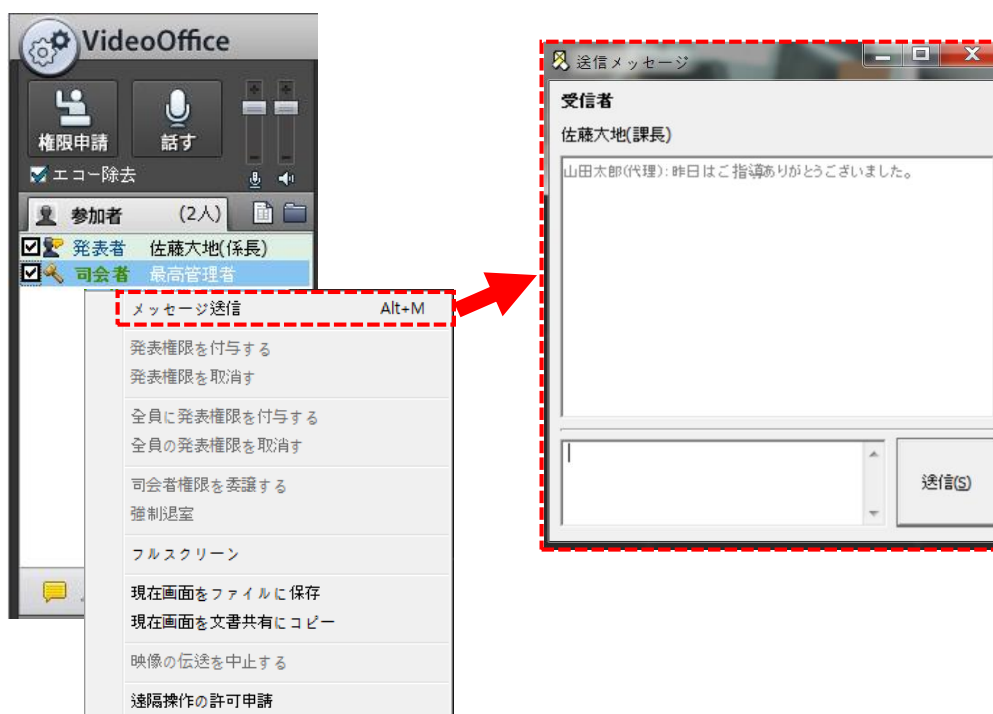 VideoOffice
権限申請
話す
エコー除去
参加者 (2人)
発表者 佐藤大地(係長)
司会者 最高管理者
メッセージ送信 Alt+M
発表権限を付与する
発表権限を取消す
全員に発表権限を付与する
全員の発表権限を取消す
司会者権限を委譲する
強制退室
フルスクリーン
現在画面をファイルに保存
現在画面を文書共有にコピー
映像の伝送を中止する
遠隔操作の許可申請
送信メッセージ
受信者
佐藤大地(課長)
山田太郎(代理): 昨日はご指導ありがとうございました。
送信(S)